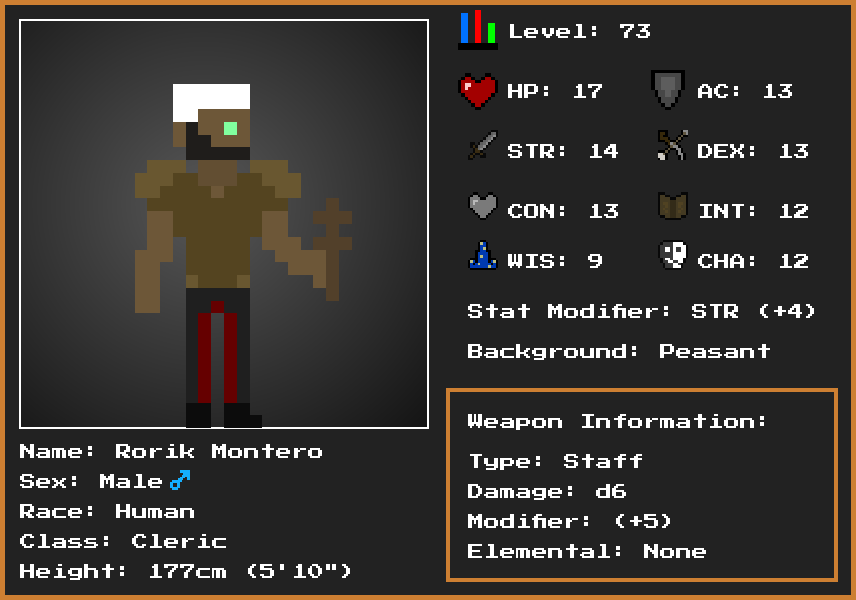 Level: 73
HP: 17
AC: 13
STR: 14
DEX: 13
CON: 13
INT: 12
WIS: 9
CHA: 12
Stat Modifier: STR (+4)
Background: Peasant
Weapon Information:
Type: Staff
Damage: d6
Modifier: (+5)
Elemental: None
Name: Rorik Montero
Sex: Male♂
Race: Human
Class: Cleric
Height: 177cm (5'10")